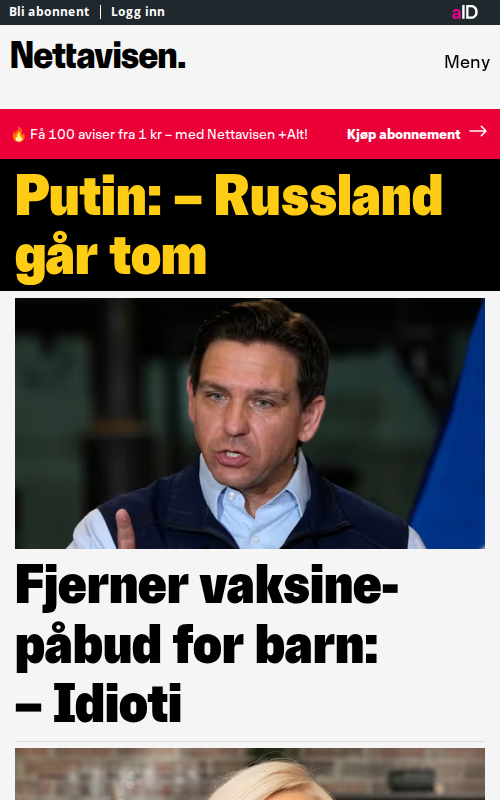 Bli abonnent | Logg inn
aID
Nettavisen.
Meny
🔥 Få 100 aviser fra 1 kr – med Nettavisen +Alt!
Kjøp abonnement →
Putin: – Russland
går tom
Fjerner vaksine-
påbud for barn:
– Idioti